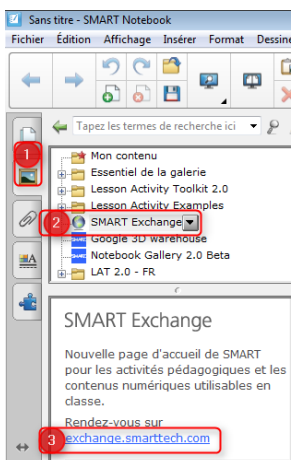 Sans titre - SMART Notebook
Fichier Édition Affichage Insérer Format Dessine
Tapez les termes de recherche ici
1
Mon contenu
Essentiel de la galerie
Lesson Activity Toolkit 2.0
Lesson Activity Examples
2 SMART Exchange
Google 3D warehouse
Notebook Gallery 2.0 Beta
LAT 2.0 - FR
SMART Exchange
Nouvelle page d'accueil de SMART
pour les activités pédagogiques et les
contenus numériques utilisables en
classe.
Rendez-vous sur
3 exchange.smarttech.com